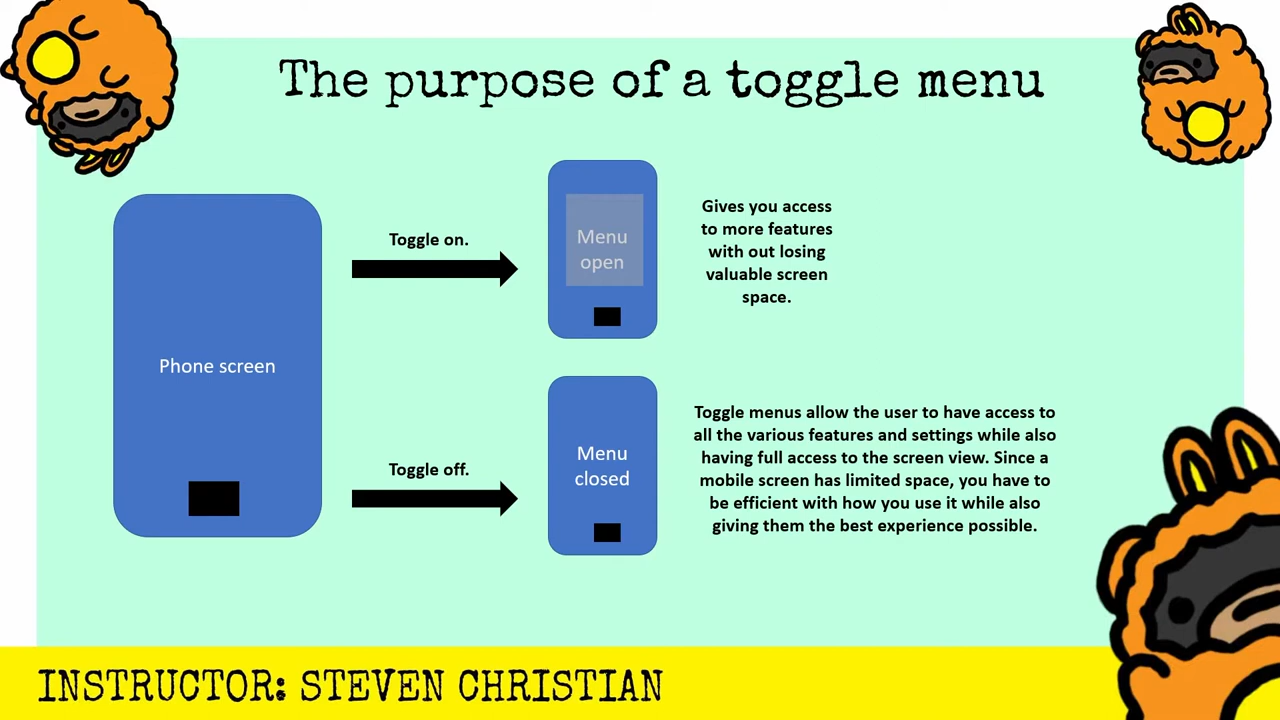 The purpose of a toggle menu
Phone screen
Toggle on.
Menu
open
Gives you access
to more features
with out losing
valuable screen
space.
Toggle off.
Menu
closed
Toggle menus allow the user to have access to
all the various features and settings while also
having full access to the screen view. Since a
mobile screen has limited space, you have to
be efficient with how you use it while also
giving them the best experience possible.
INSTRUCTOR: STEVEN CHRISTIAN